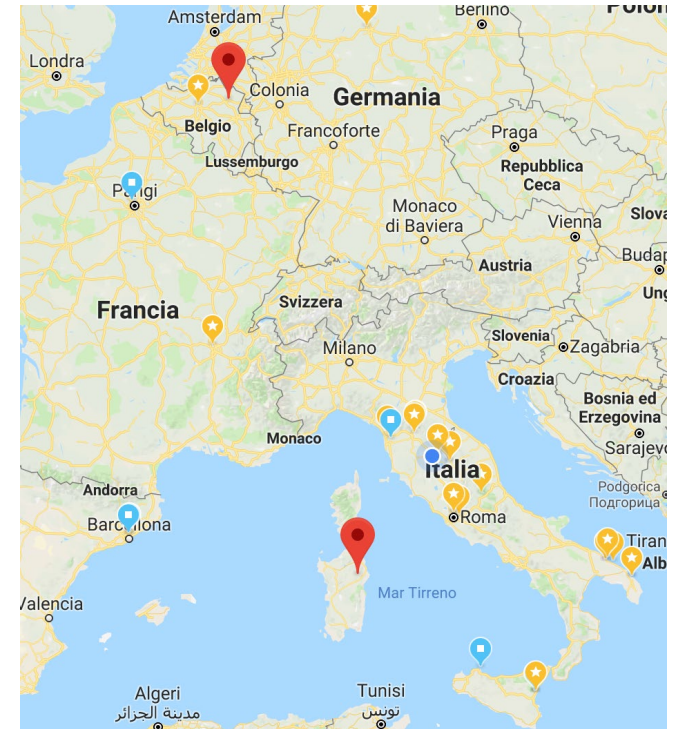 Amsterdam
Berlino
Polon
Londra
Colonia
Germania
Belgio
Francoforte
Praga
Lussemburgo
Repubblica
Ceca
Parigi
Monaco
di Baviera
Vienna
Slova
Budap
Austria
Ung
Francia
Svizzera
Slovenia
Zagabria
Milano
Croazia
Bosnia ed
Erzegovina
Monaco
Sarajevo
Italia
Andorra
Podgorica
Подгорица
Barcellona
Roma
Tiran
Alb
Mar Tirreno
Valencia
Algeri
مدينة الجزائر
Tunisi
تونس